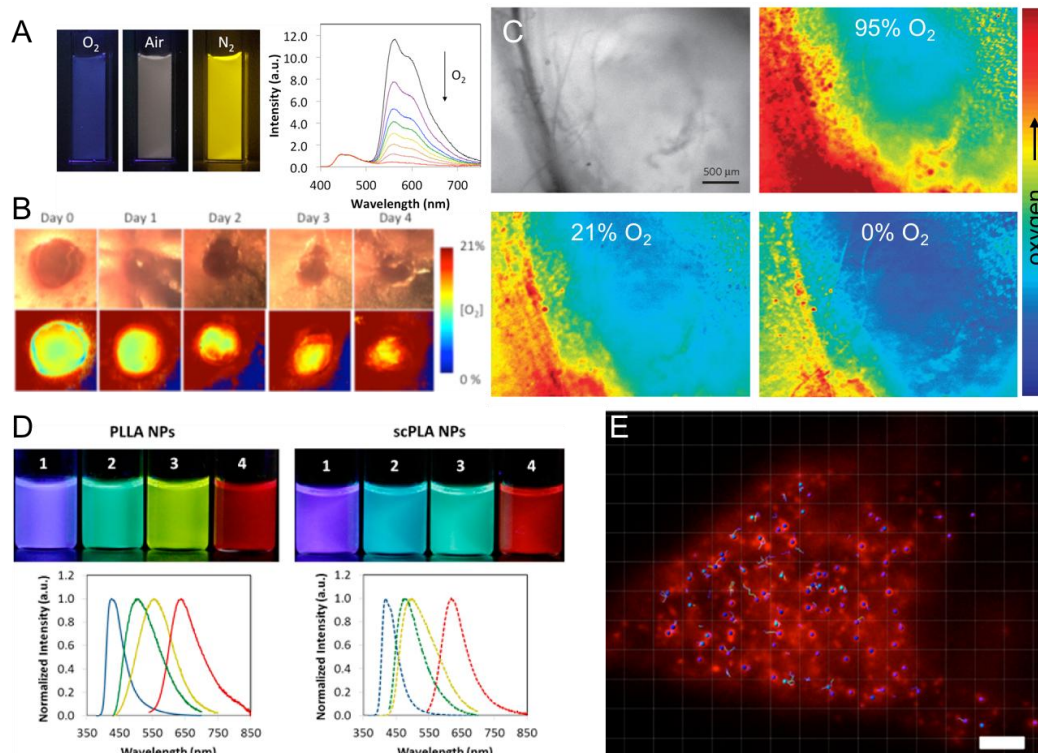 A
O₂
Air
N₂
Intensity (a.u.)
12.0
10.0
8.0
6.0
4.0
2.0
0.0
O₂
400
500
600
700
Wavelength (nm)
B
Day 0
Day 1
Day 2
Day 3
Day 4
21%
[O₂]
0 %
C
500 µm
95% O₂
21% O₂
0% O₂
oxygen
D
PLLA NPs
1
2
3
4
scPLA NPs
1
2
3
4
Normalized Intensity (a.u.)
1.2
1.0
0.8
0.6
0.4
0.2
0.0
350
450
550
650
750
850
Wavelength (nm)
Normalized Intensity (a.u.)
1.2
1.0
0.8
0.6
0.4
0.2
0.0
350
450
550
650
750
850
Wavelength (nm)
E